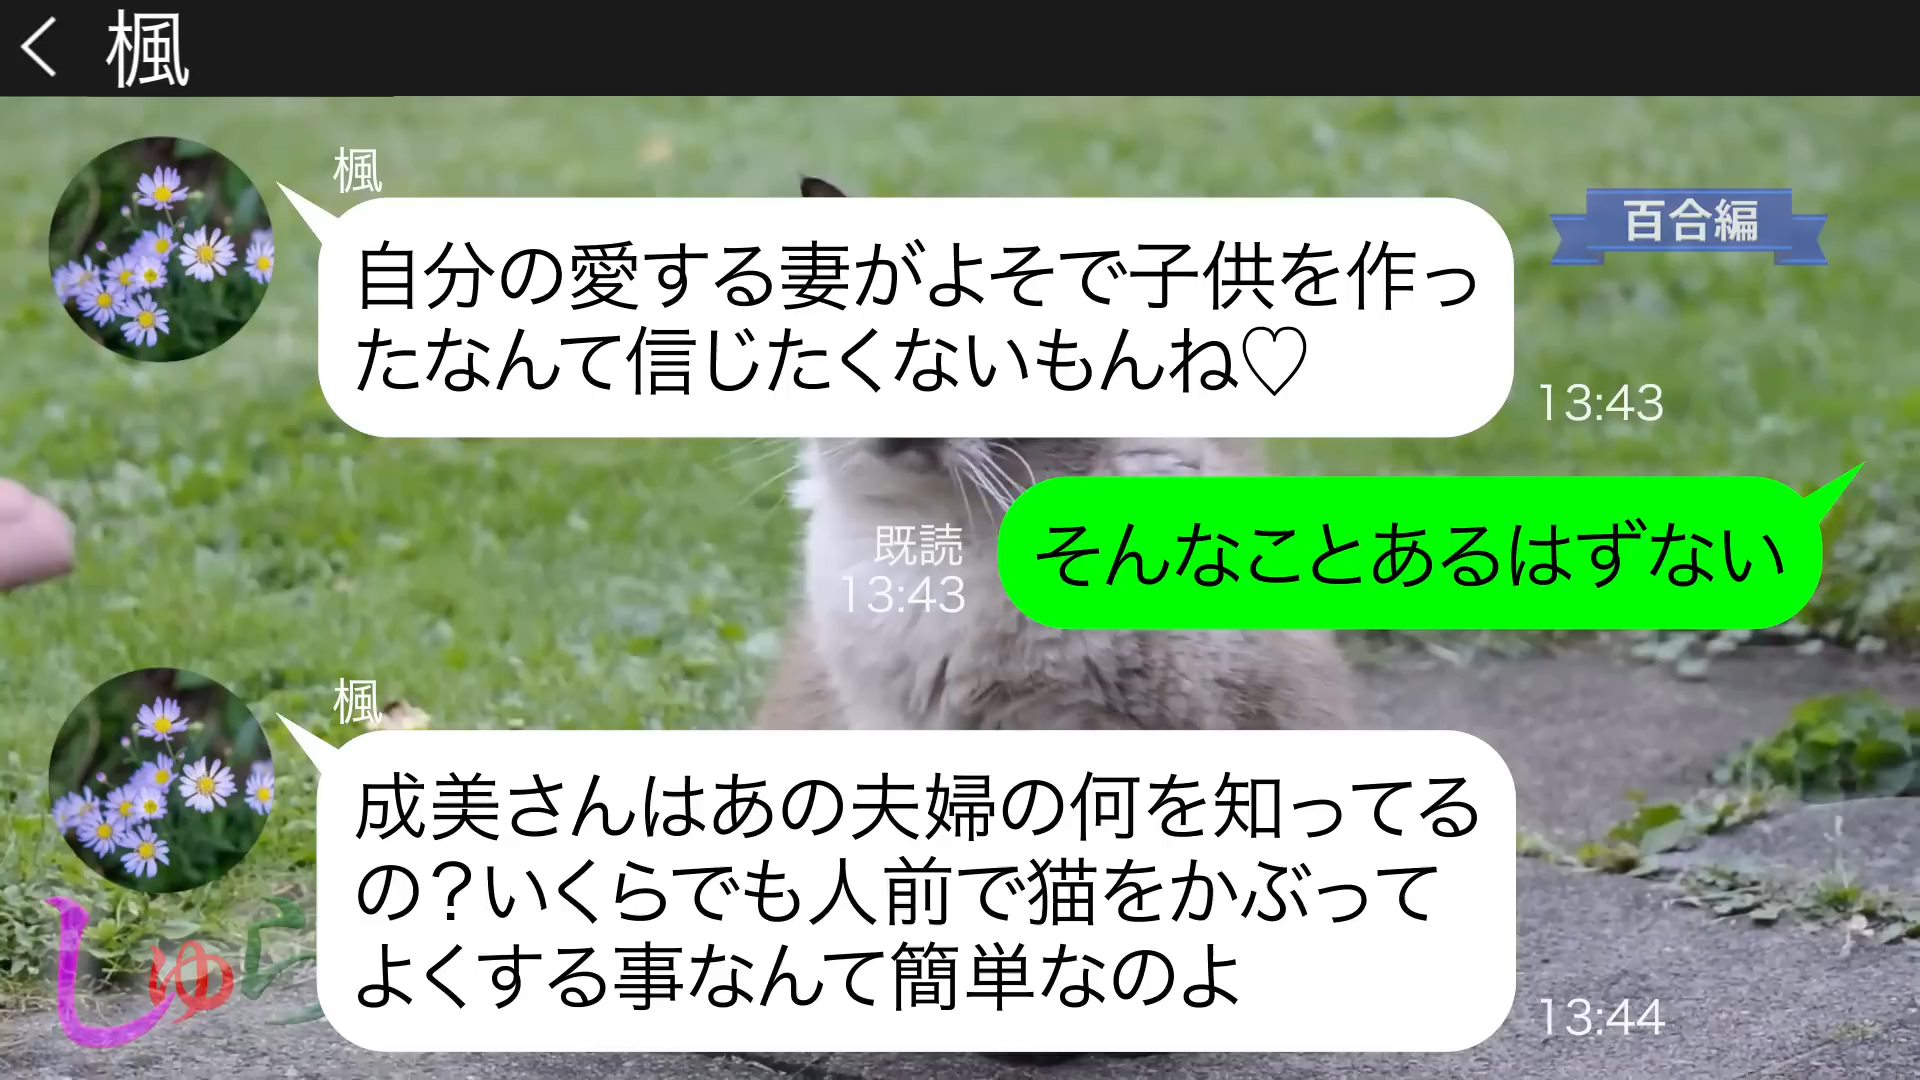 楓
楓
百合編
自分の愛する妻がよそで子供を作っ
たなんて信じたくないもんね♡
13:43
そんなことあるはずない
既読
13:43
楓
成美さんはあの夫婦の何を知ってる
の？いくらでも人前で猫をかぶって
よくする事なんて簡単なのよ
13:44
しゅら